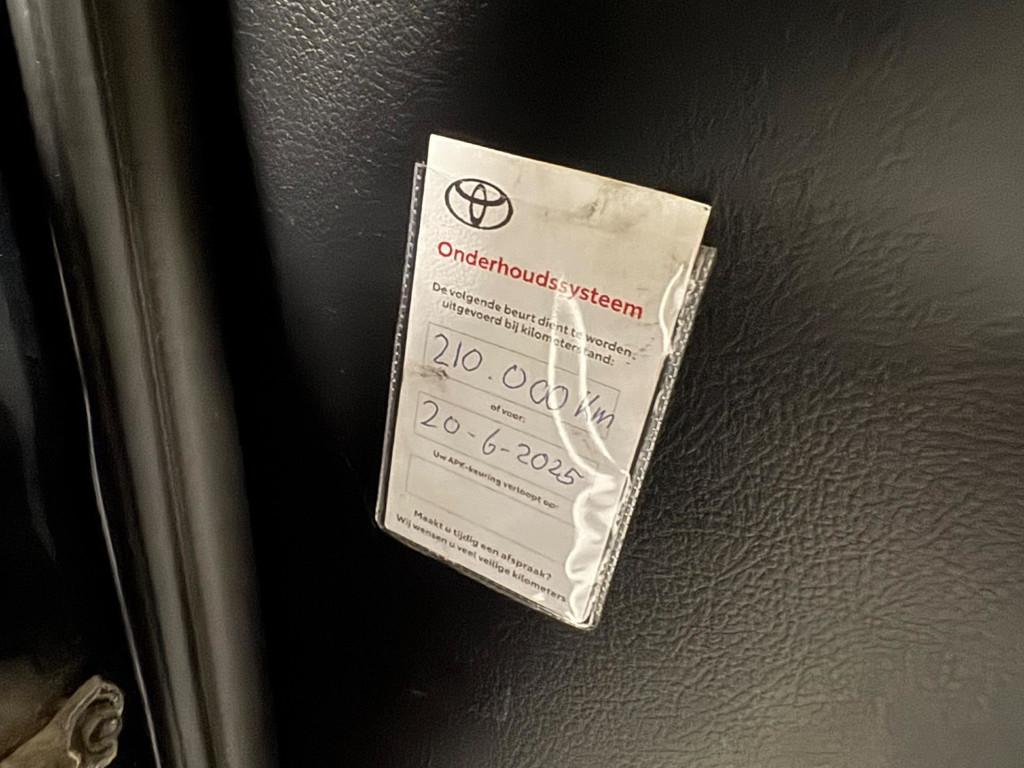 Onderhoudssysteem
De volgende beurt dient te worden
uitgevoerd bij kilometerstand:
210.000 Km
of voor:
20-6-2025
Uw APK-keuring verloopt op:
Maakt u tijdig een afspraak?
Wij wensen u veel veilige kilometers